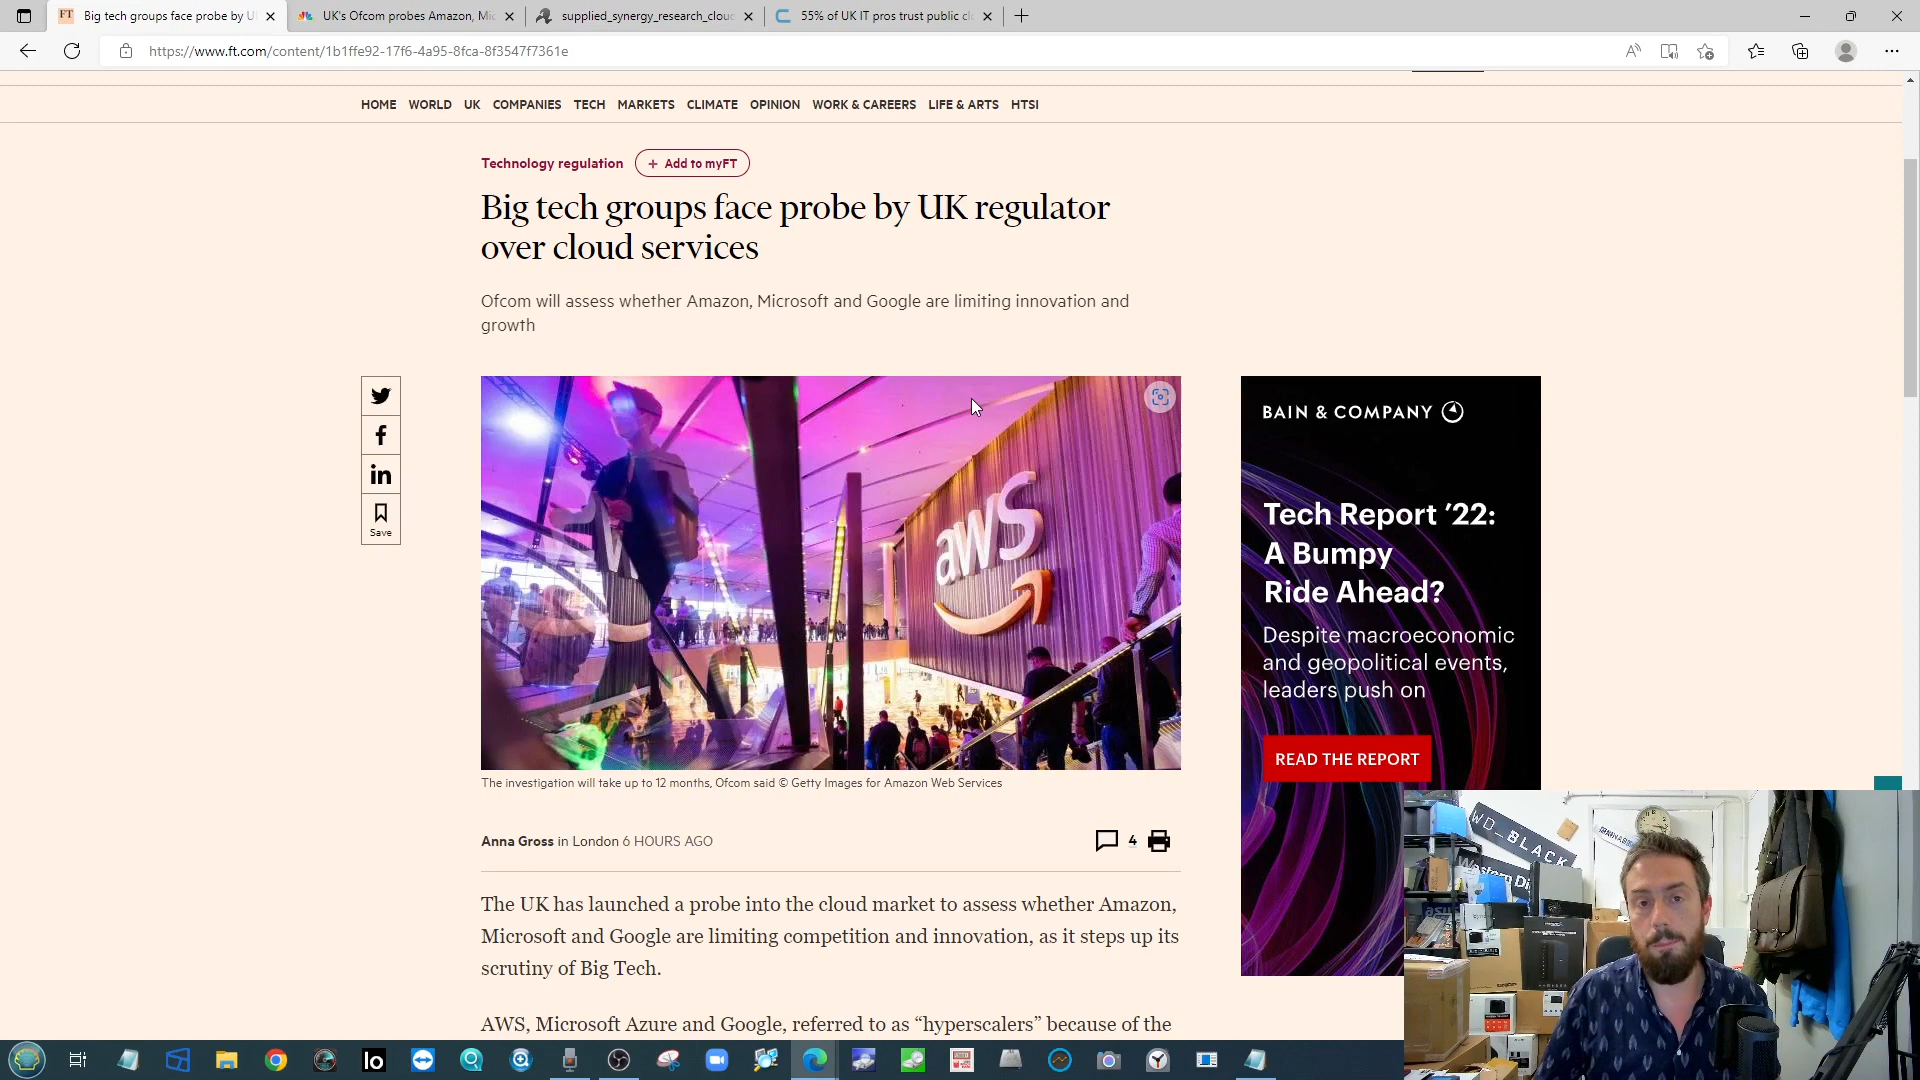 FT Big tech groups face probe by U
UK's Ofcom probes Amazon, Mic
supplied_synergy_research_clou
55% of UK IT pros trust public cl
https://www.ft.com/content/1b1ffe92-17f6-4a95-8fca-8f3547f7361e
HOME WORLD UK COMPANIES TECH MARKETS CLIMATE OPINION WORK & CAREERS LIFE & ARTS HTSI
Technology regulation + Add to myFT
Big tech groups face probe by UK regulator
over cloud services
Ofcom will assess whether Amazon, Microsoft and Google are limiting innovation and
growth
Save
aws
BAIN & COMPANY
Tech Report '22:
A Bumpy
Ride Ahead?
Despite macroeconomic
and geopolitical events,
leaders push on
READ THE REPORT
The investigation will take up to 12 months, Ofcom said © Getty Images for Amazon Web Services
Anna Gross in London 6 HOURS AGO
4
The UK has launched a probe into the cloud market to assess whether Amazon,
Microsoft and Google are limiting competition and innovation, as it steps up its
scrutiny of Big Tech.
AWS, Microsoft Azure and Google, referred to as “hyperscalers” because of the
WD_BLACK
Western Di
lo